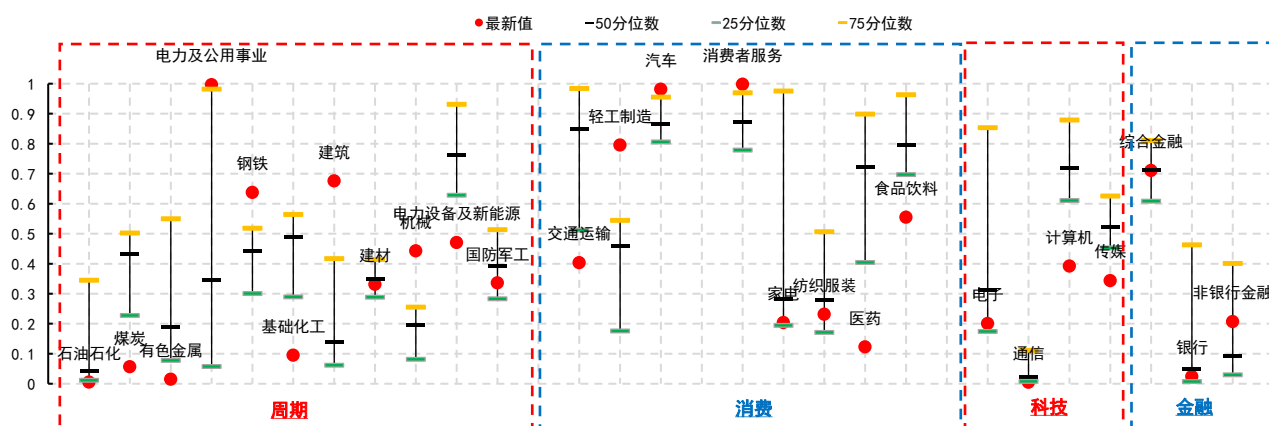 最新值 50分位数 25分位数 75分位数
电力及公用事业 汽车 消费者服务
1
0.9
0.8
0.7
0.6
0.5
0.4
0.3
0.2
0.1
0
轻工制造
综合金融
钢铁
建筑
食品饮料
电力设备及新能源
机械
交通运输
计算机
国防军工
建材
传媒
家电
纺织服装
电子
非银行金融
基础化工
医药
煤炭
石油石化
有色金属
通信
银行
周期 消费 科技 金融